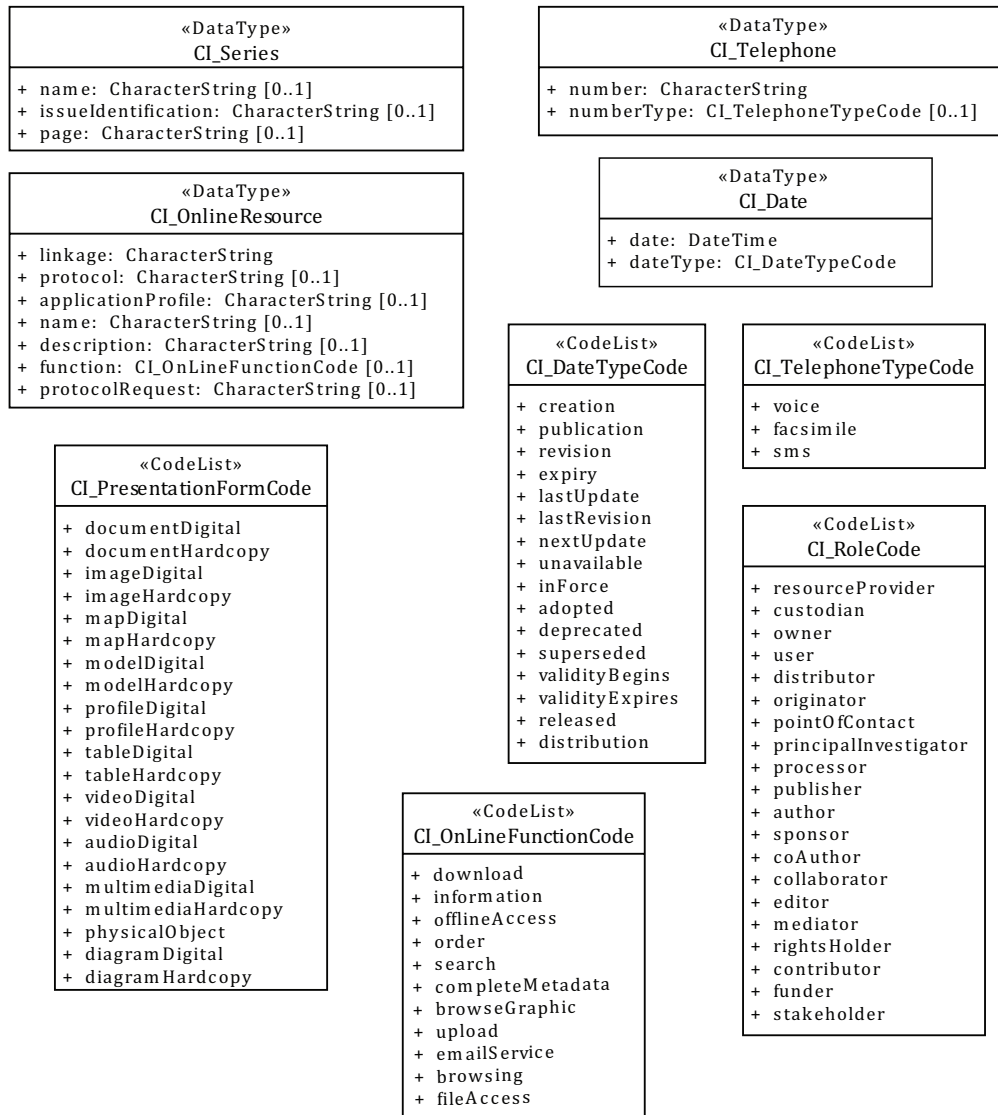 «DataType»
CI_Series
+ name: CharacterString [0..1]
+ issueIdentification: CharacterString [0..1]
+ page: CharacterString [0..1]
«DataType»
CI_Telephone
+ number: CharacterString
+ numberType: CI_TelephoneTypeCode [0..1]
«DataType»
CI_OnlineResource
+ linkage: CharacterString
+ protocol: CharacterString [0..1]
+ applicationProfile: CharacterString [0..1]
+ name: CharacterString [0..1]
+ description: CharacterString [0..1]
+ function: CI_OnLineFunctionCode [0..1]
+ protocolRequest: CharacterString [0..1]
«DataType»
CI_Date
+ date: DateTime
+ dateType: CI_DateTypeCode
«CodeList»
CI_DateTypeCode
+ creation
+ publication
+ revision
+ expiry
+ lastUpdate
+ lastRevision
+ nextUpdate
+ unavailable
+ inForce
+ adopted
+ deprecated
+ superseded
+ validityBegins
+ validityExpires
+ released
+ distribution
«CodeList»
CI_TelephoneTypeCode
+ voice
+ facsimile
+ sms
«CodeList»
CI_PresentationFormCode
+ documentDigital
+ documentHardcopy
+ imageDigital
+ imageHardcopy
+ mapDigital
+ mapHardcopy
+ modelDigital
+ modelHardcopy
+ profileDigital
+ profileHardcopy
+ tableDigital
+ tableHardcopy
+ videoDigital
+ videoHardcopy
+ audioDigital
+ audioHardcopy
+ multimediaDigital
+ multimediaHardcopy
+ physicalObject
+ diagramDigital
+ diagramHardcopy
«CodeList»
CI_RoleCode
+ resourceProvider
+ custodian
+ owner
+ user
+ distributor
+ originator
+ pointOfContact
+ principalInvestigator
+ processor
+ publisher
+ author
+ sponsor
+ coAuthor
+ collaborator
+ editor
+ mediator
+ rightsHolder
+ contributor
+ funder
+ stakeholder
«CodeList»
CI_OnLineFunctionCode
+ download
+ information
+ offlineAccess
+ order
+ search
+ completeMetadata
+ browseGraphic
+ upload
+ emailService
+ browsing
+ fileAccess